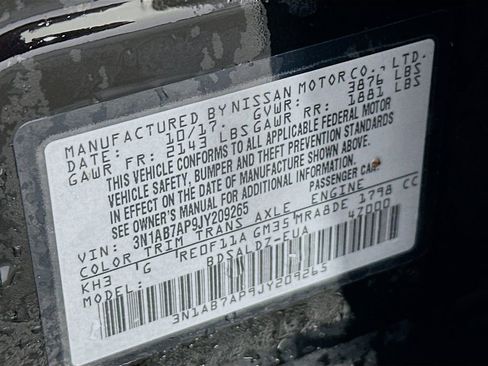 MANUFACTURED BY NISSAN MOTOR CO., LTD.
DATE: 10/17 GVWR: 3876 LBS
GAWR FR: 2143 LBS GAWR RR: 1881 LBS
THIS VEHICLE CONFORMS TO ALL APPLICABLE FEDERAL MOTOR
VEHICLE SAFETY, BUMPER AND THEFT PREVENTION STANDARDS
IN EFFECT ON THE DATE OF MANUFACTURE SHOWN ABOVE.
SEE OWNER'S MANUAL FOR ADDITIONAL INFORMATION.
VIN: 3N1AB7AP9JY209265 PASSENGER CAR
COLOR TRIM TRANS AXLE ENGINE 1798 CC
KH3 G RE0F11A GM35 MRA8DE 47000
MODEL: BDSALDZ-EUA
3N1AB7AP9JY209265